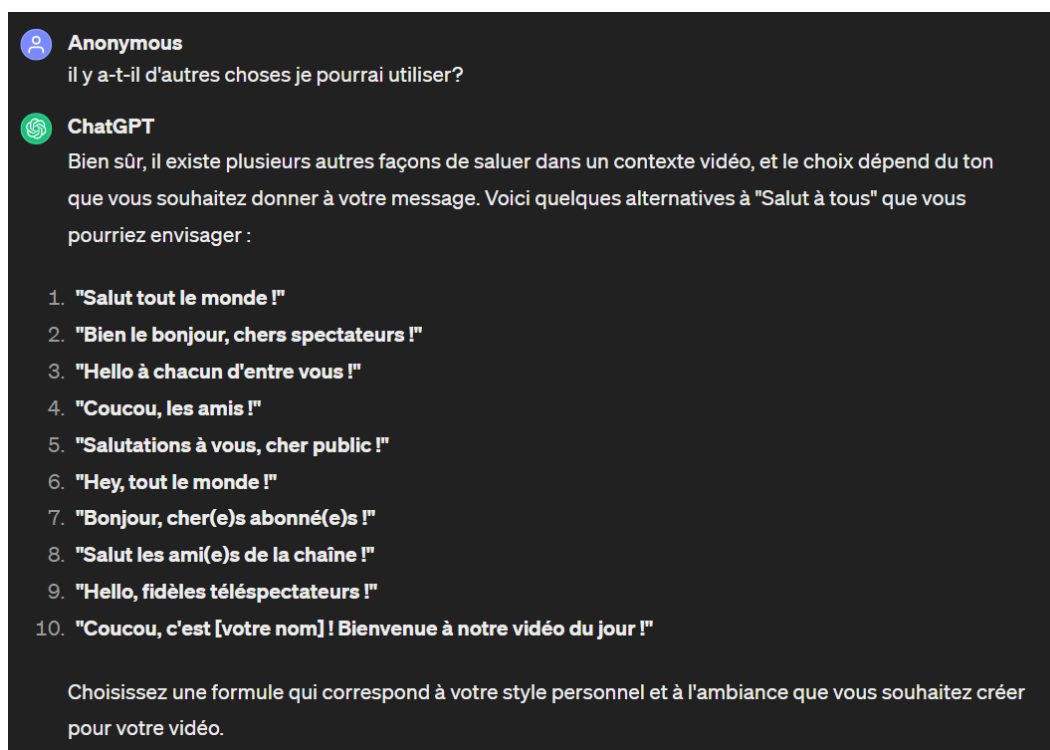 Anonymous
il y a-t-il d'autres choses je pourrai utiliser?
ChatGPT
Bien sûr, il existe plusieurs autres façons de saluer dans un contexte vidéo, et le choix dépend du ton
que vous souhaitez donner à votre message. Voici quelques alternatives à "Salut à tous" que vous
pourriez envisager :
1. "Salut tout le monde !"
2. "Bien le bonjour, chers spectateurs !"
3. "Hello à chacun d'entre vous !"
4. "Coucou, les amis !"
5. "Salutations à vous, cher public !"
6. "Hey, tout le monde !"
7. "Bonjour, cher(e)s abonné(e)s !"
8. "Salut les ami(e)s de la chaîne !"
9. "Hello, fidèles téléspectateurs !"
10. "Coucou, c'est [votre nom] ! Bienvenue à notre vidéo du jour !"
Choisissez une formule qui correspond à votre style personnel et à l'ambiance que vous souhaitez créer
pour votre vidéo.